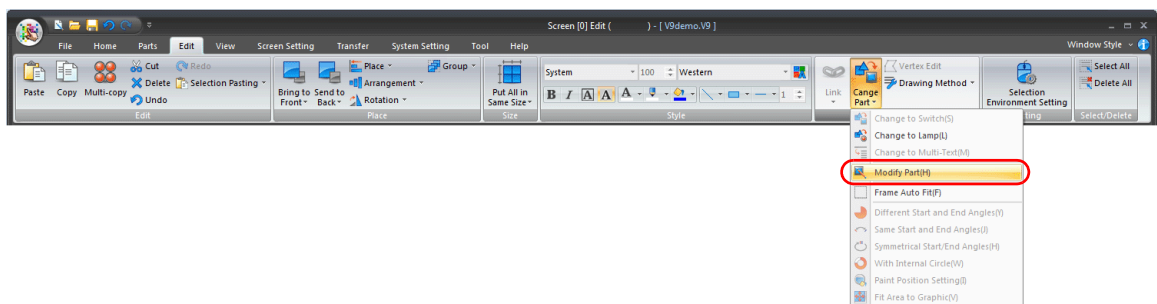 Screen [0] Edit ( ) - [ V9demo.V9 ]
File Home Parts Edit View Screen Setting Transfer System Setting Tool Help Window Style
Paste
Copy
Multi-copy
Cut
Delete
Undo
Redo
Selection Pasting
Edit
Bring to Front
Send to Back
Place
Arrangement
Rotation
Group
Place
Put All in Same Size
Size
System 100 Western
B I A A A 1
Style
Link
Cange Part
Vertex Edit
Drawing Method
Selection Environment Setting
ting
Select All
Delete All
Select/Delete
Change to Switch(S)
Change to Lamp(L)
Change to Multi-Text(M)
Modify Part(H)
Frame Auto Fit(F)
Different Start and End Angles(Y)
Same Start and End Angles(J)
Symmetrical Start/End Angles(H)
With Internal Circle(W)
Paint Position Setting(I)
Fit Area to Graphic(V)